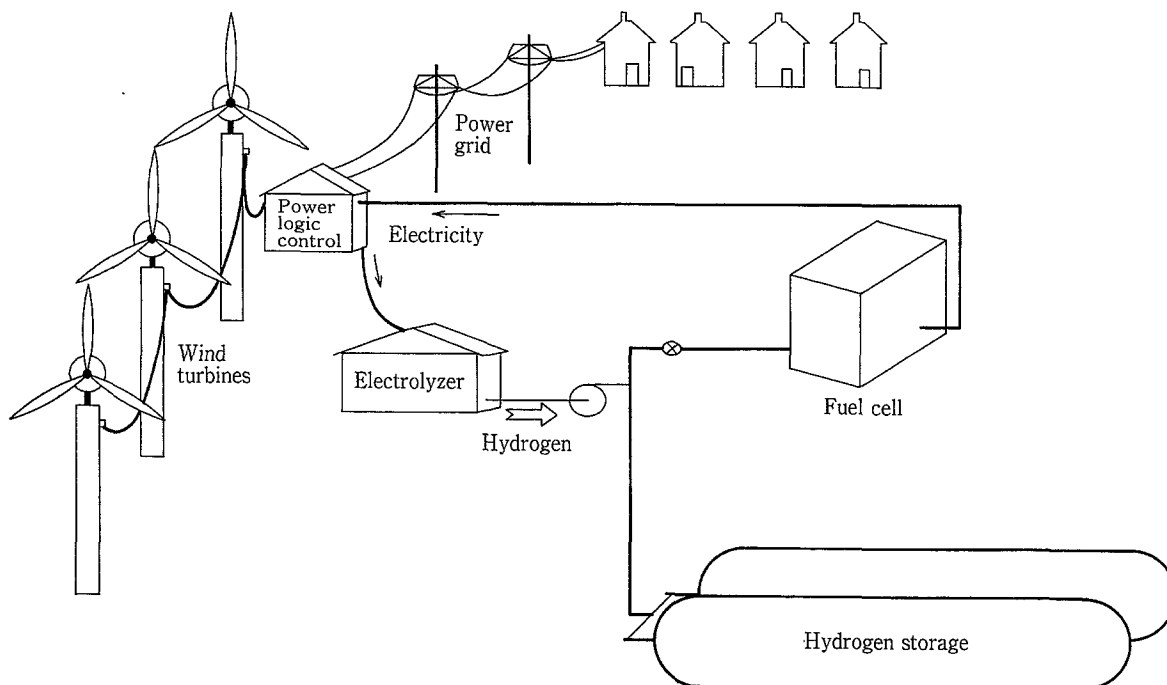 Power
grid
Power
logic
control
Electricity
Wind
turbines
Electrolyzer
Hydrogen
Fuel cell
Hydrogen storage